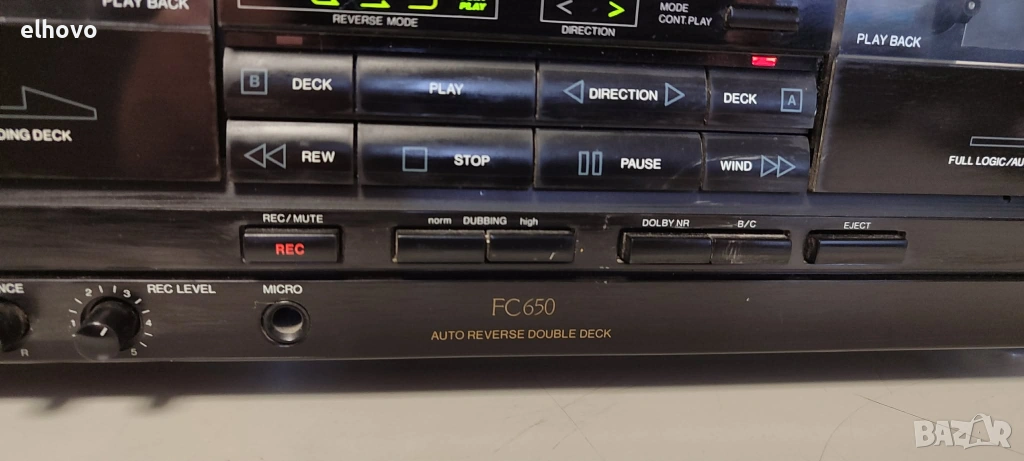 elhovo
PLAY BACK
REVERSE MODE
PLAY
< >
DIRECTION
MODE
CONT. PLAY
PLAY BACK
B DECK
PLAY
DIRECTION
DECK A
DING DECK
REW
STOP
PAUSE
WIND
FULL LOGIC/AU
REC/MUTE
REC
norm DUBBING high
DOLBY NR
B/C
EJECT
NCE
R
2 3 4 5
REC LEVEL
MICRO
FC650
AUTO REVERSE DOUBLE DECK
BAZAR